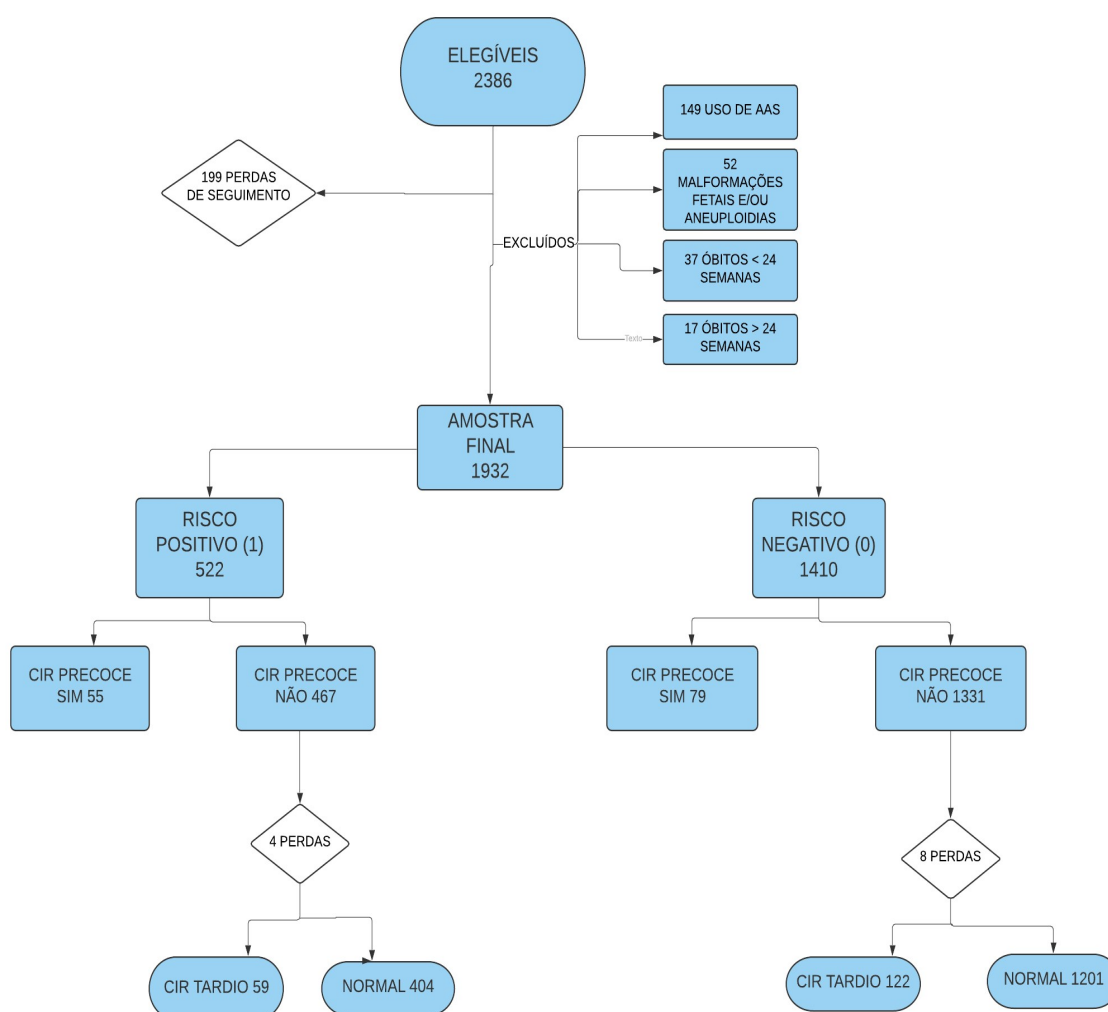 ELEGÍVEIS
2386
149 USO DE AAS
199 PERDAS
DE SEGUIMENTO
52
MALFORMAÇÕES
FETAIS E/OU
ANEUPLOIDIAS
EXCLUÍDOS
37 ÓBITOS < 24
SEMANAS
17 ÓBITOS > 24
SEMANAS
Texto
AMOSTRA
FINAL
1932
RISCO
POSITIVO (1)
522
RISCO
NEGATIVO (0)
1410
CIR PRECOCE
SIM 55
CIR PRECOCE
NÃO 467
CIR PRECOCE
SIM 79
CIR PRECOCE
NÃO 1331
4 PERDAS
8 PERDAS
CIR TARDIO 59
NORMAL 404
CIR TARDIO 122
NORMAL 1201